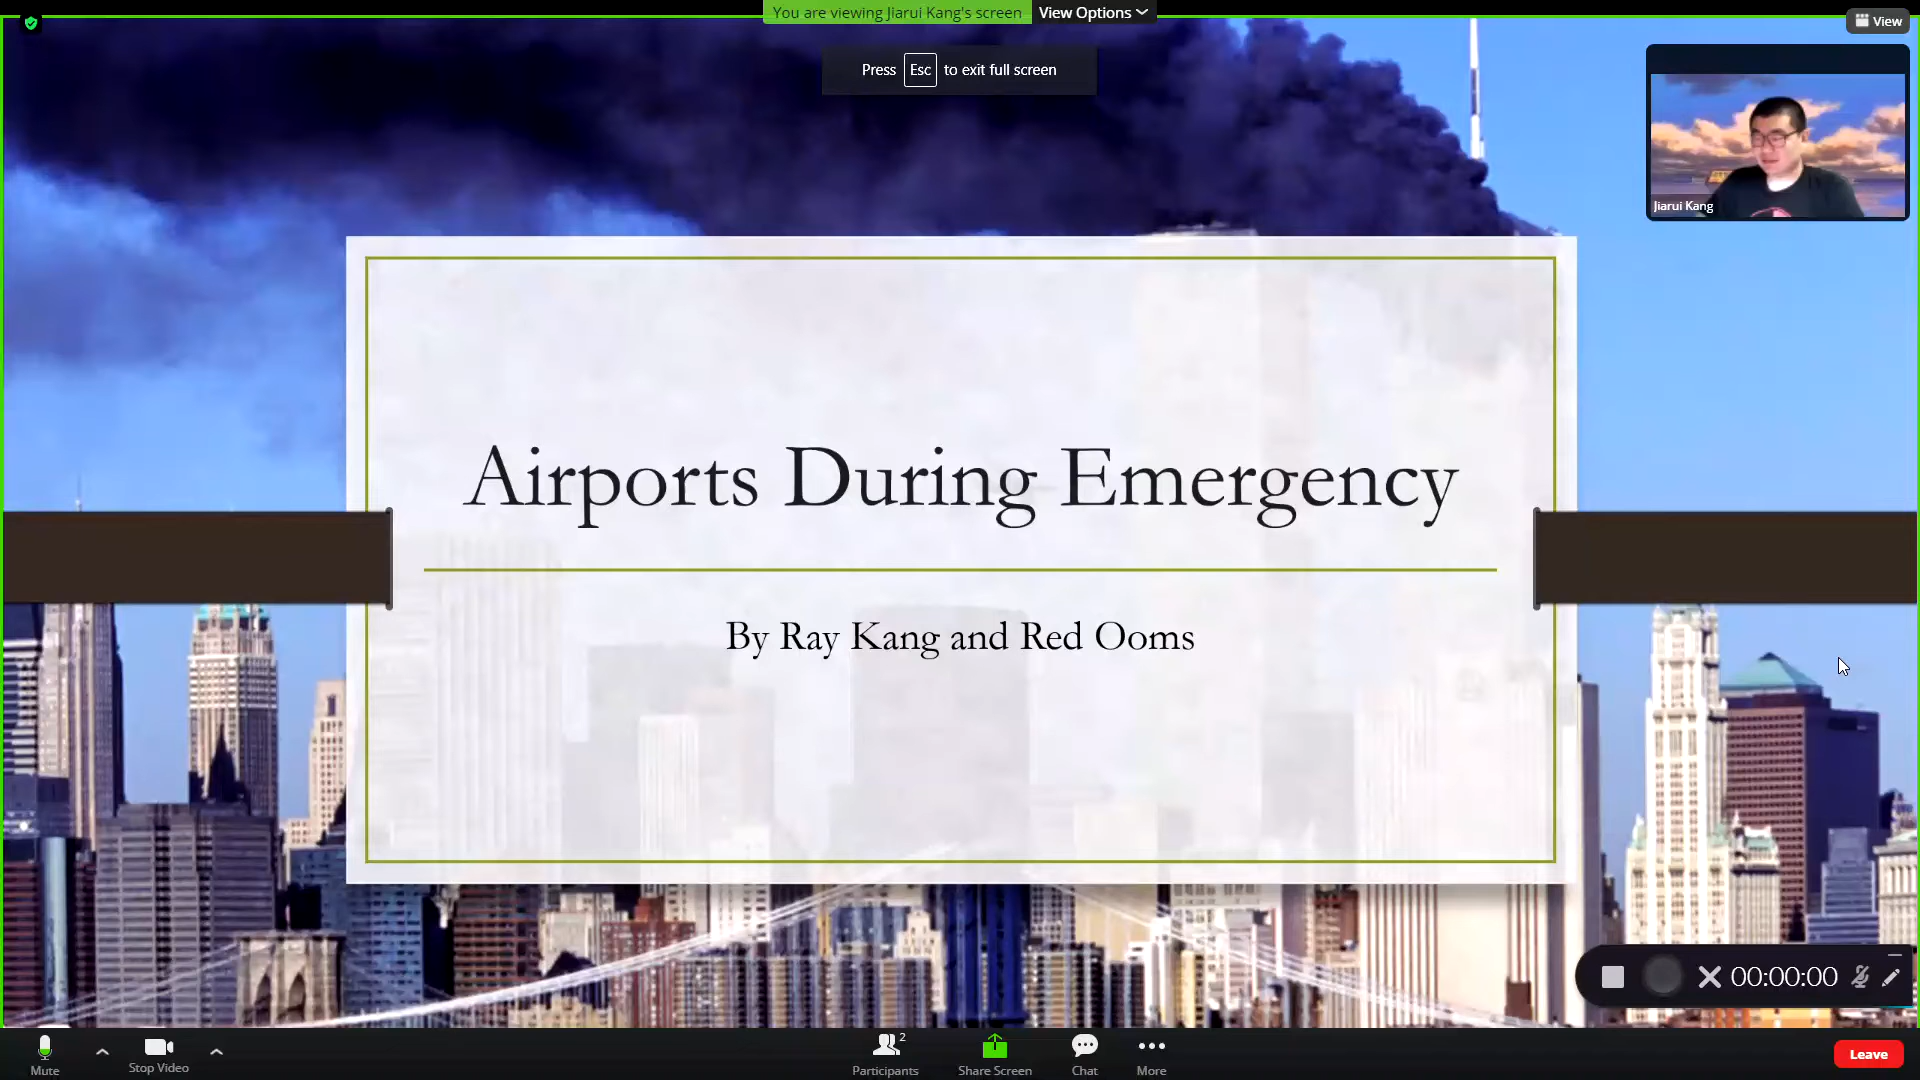 You are viewing Jiarui Kang's screen
View Options
View
Press Esc to exit full screen
Jiarui Kang
Airports During Emergency
By Ray Kang and Red Ooms
00:00:00
Mute
Stop Video
Participants
2
Share Screen
Chat
More
Leave